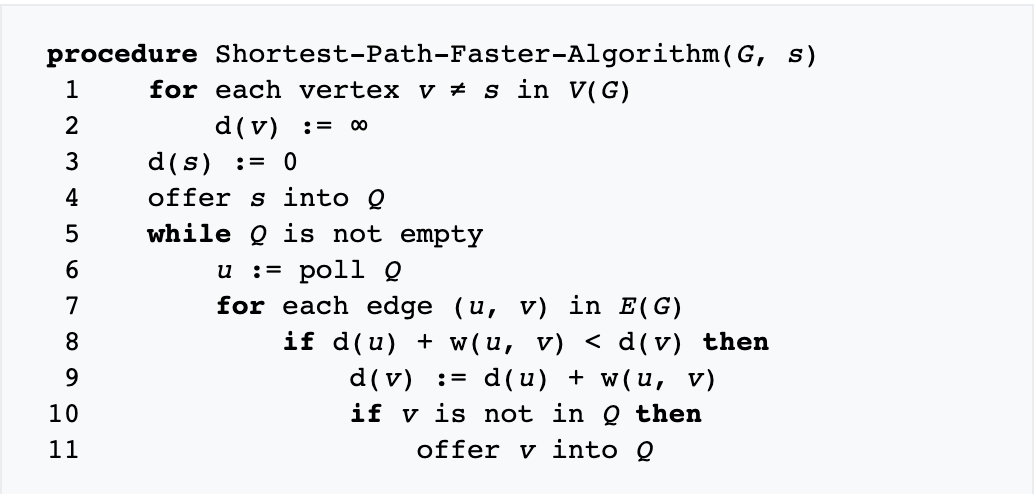 procedure Shortest-Path-Faster-Algorithm(G, s)
1 for each vertex v ≠ s in V(G)
2 d(v) := ∞
3 d(s) := 0
4 offer s into Q
5 while Q is not empty
6 u := poll Q
7 for each edge (u, v) in E(G)
8 if d(u) + w(u, v) < d(v) then
9 d(v) := d(u) + w(u, v)
10 if v is not in Q then
11 offer v into Q